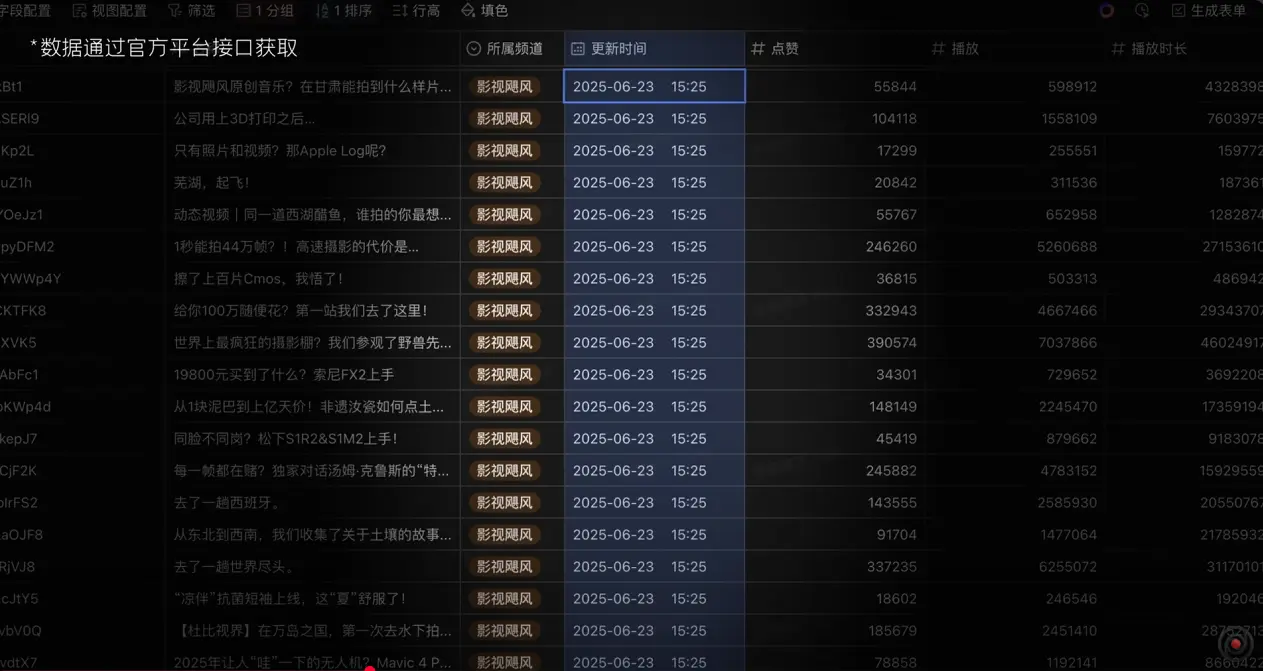 字段配置 视图配置 筛选 1 分组 1 排序 行高 填色 生成表单
*数据通过官方平台接口获取 所属频道 更新时间 点赞 播放 播放时长
Bt1 影视飓风原创音乐？在甘肃能拍到什么样片... 影视飓风 2025-06-23 15:25 55844 598912 4328398
SERI9 公司用上3D打印之后... 影视飓风 2025-06-23 15:25 104118 1558109 7603975
Kp2L 只有照片和视频？那Apple Log呢？ 影视飓风 2025-06-23 15:25 17299 255551 159772
uZ1h 芜湖，起飞！ 影视飓风 2025-06-23 15:25 20842 311536 187361
OeJz1 动态视频｜同一道西湖醋鱼，谁拍的你最想... 影视飓风 2025-06-23 15:25 55767 652958 1282874
pyDFM2 1秒能拍44万帧？！高速摄影的代价是... 影视飓风 2025-06-23 15:25 246260 5260688 27153610
YWWp4Y 擦了上百片Cmos，我悟了！ 影视飓风 2025-06-23 15:25 36815 503313 486942
CKTFK8 给你100万随便花？第一站我们去了这里！ 影视飓风 2025-06-23 15:25 332943 4667466 29343707
XVK5 世界上最疯狂的摄影棚？我们参观了野兽先... 影视飓风 2025-06-23 15:25 390574 7037866 46024917
AbFc1 19800元买到了什么？索尼FX2上手 影视飓风 2025-06-23 15:25 34301 729652 3692208
KWp4d 从1块泥巴到上亿天价！非遗汝瓷如何点土... 影视飓风 2025-06-23 15:25 148149 2245470 17359194
kepJ7 同脸不同岗？松下S1R2&S1M2上手！ 影视飓风 2025-06-23 15:25 45419 879662 9183078
CjF2K 每一帧都在赌？独家对话汤姆·克鲁斯的“特... 影视飓风 2025-06-23 15:25 245882 4783152 15929559
IrFS2 去了一趟西班牙。 影视飓风 2025-06-23 15:25 143555 2585930 20550767
aOJF8 从东北到西南，我们收集了关于土壤的故事... 影视飓风 2025-06-23 15:25 91704 1477064 21785932
RjVJ8 去了一趟世界尽头。 影视飓风 2025-06-23 15:25 337235 6255072 31170101
cJtY5 “凉伴”抗菌短袖上线，这“夏”舒服了！ 影视飓风 2025-06-23 15:25 18602 246546 192046
vbV0Q 【杜比视界】在万岛之国，第一次去水下拍... 影视飓风 2025-06-23 15:25 185679 2451410
vdtX7 2025年让人“哇”一下的无人机？Mavic 4 P... 影视飓风 2025-06-23 15:25 78858 1192141 8660422